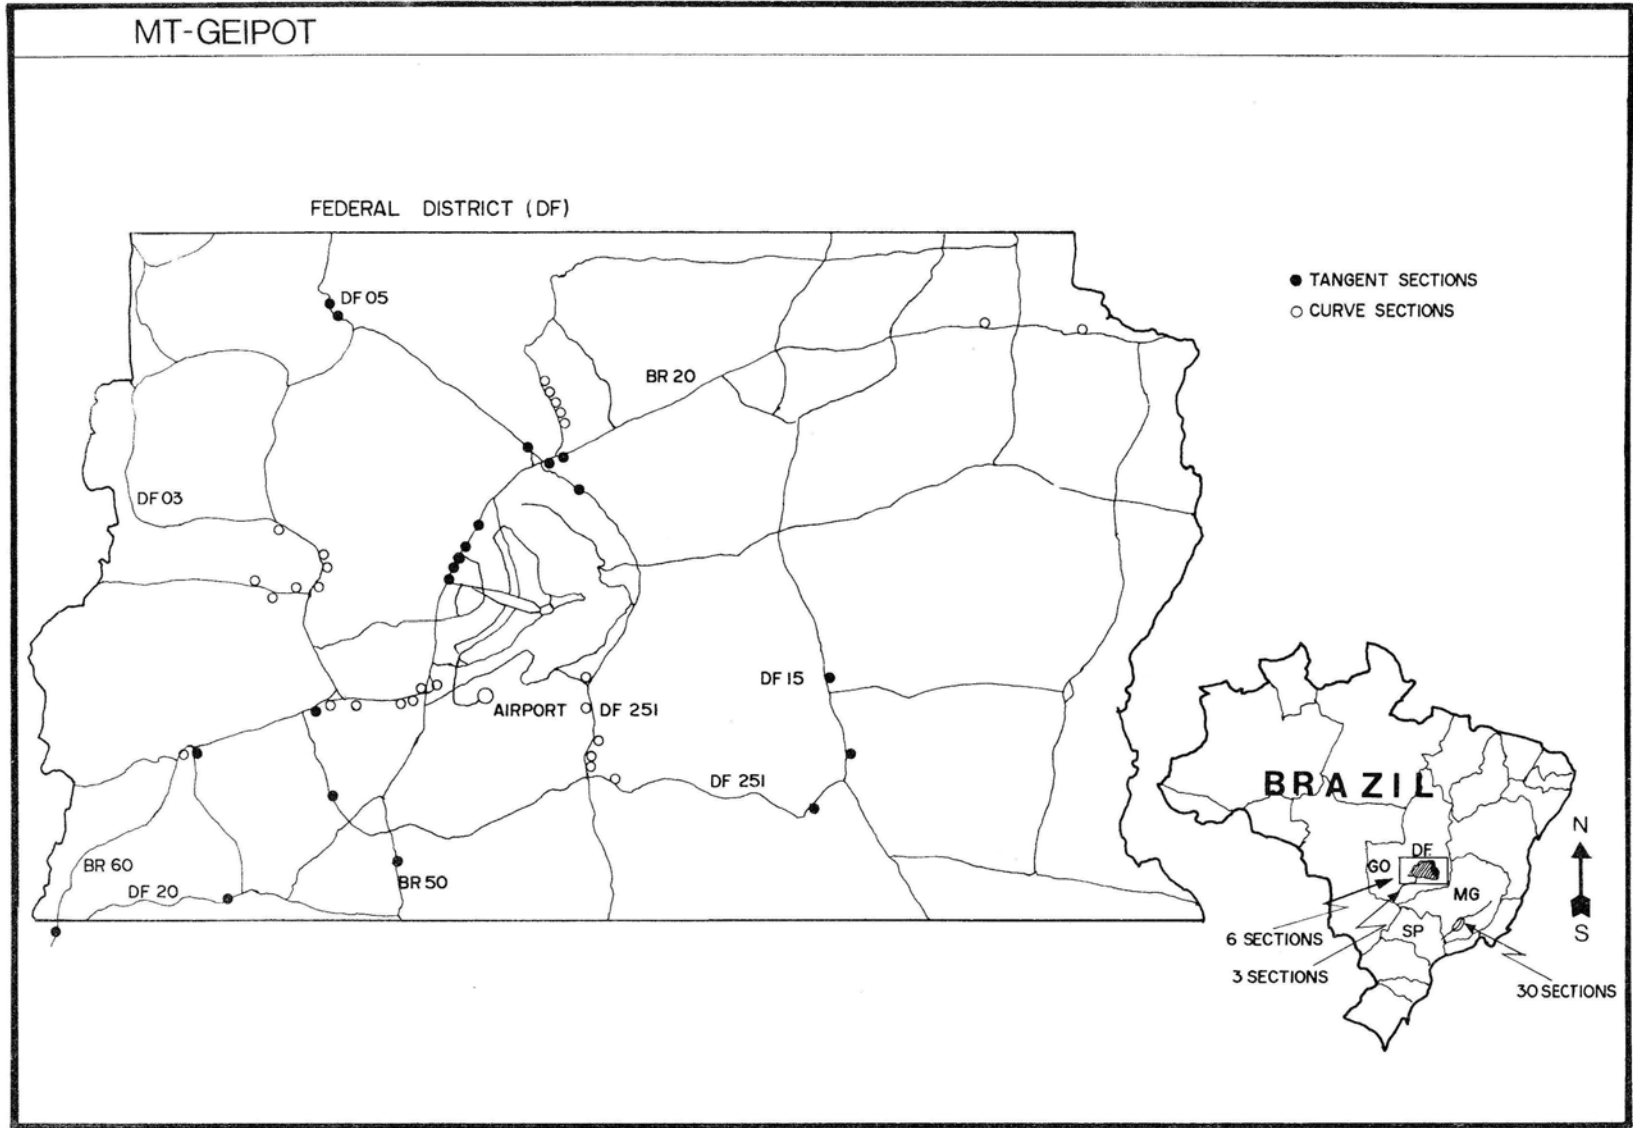 MT-GEIPOT
FEDERAL DISTRICT (DF)
TANGENT SECTIONS
CURVE SECTIONS
DF 05
BR 20
DF 03
DF 15
AIRPORT
DF 251
DF 251
BR 60
DF 20
BR 50
BRAZIL
DF.
GO
MG
SP
N
S
6 SECTIONS
3 SECTIONS
30 SECTIONS